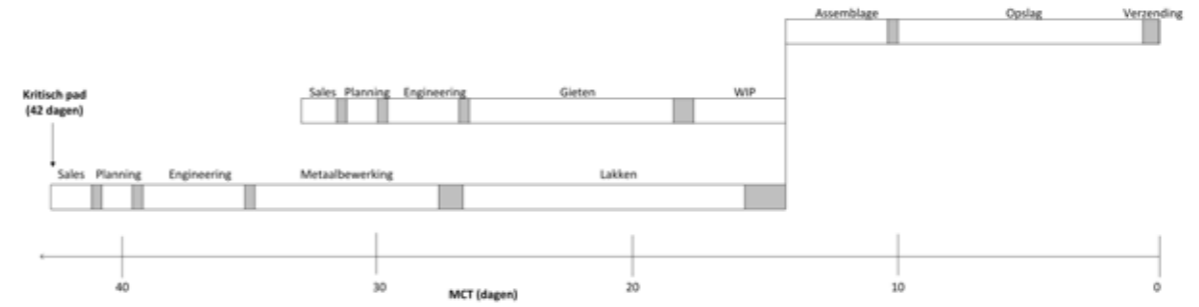 Assemblage Opslag Verzending
Kritisch pad
(42 dagen)
Sales Planning Engineering Gieten WIP
Sales Planning Engineering Metaalbewerking Lakken
40 30 20 10 0
MCT (dagen)